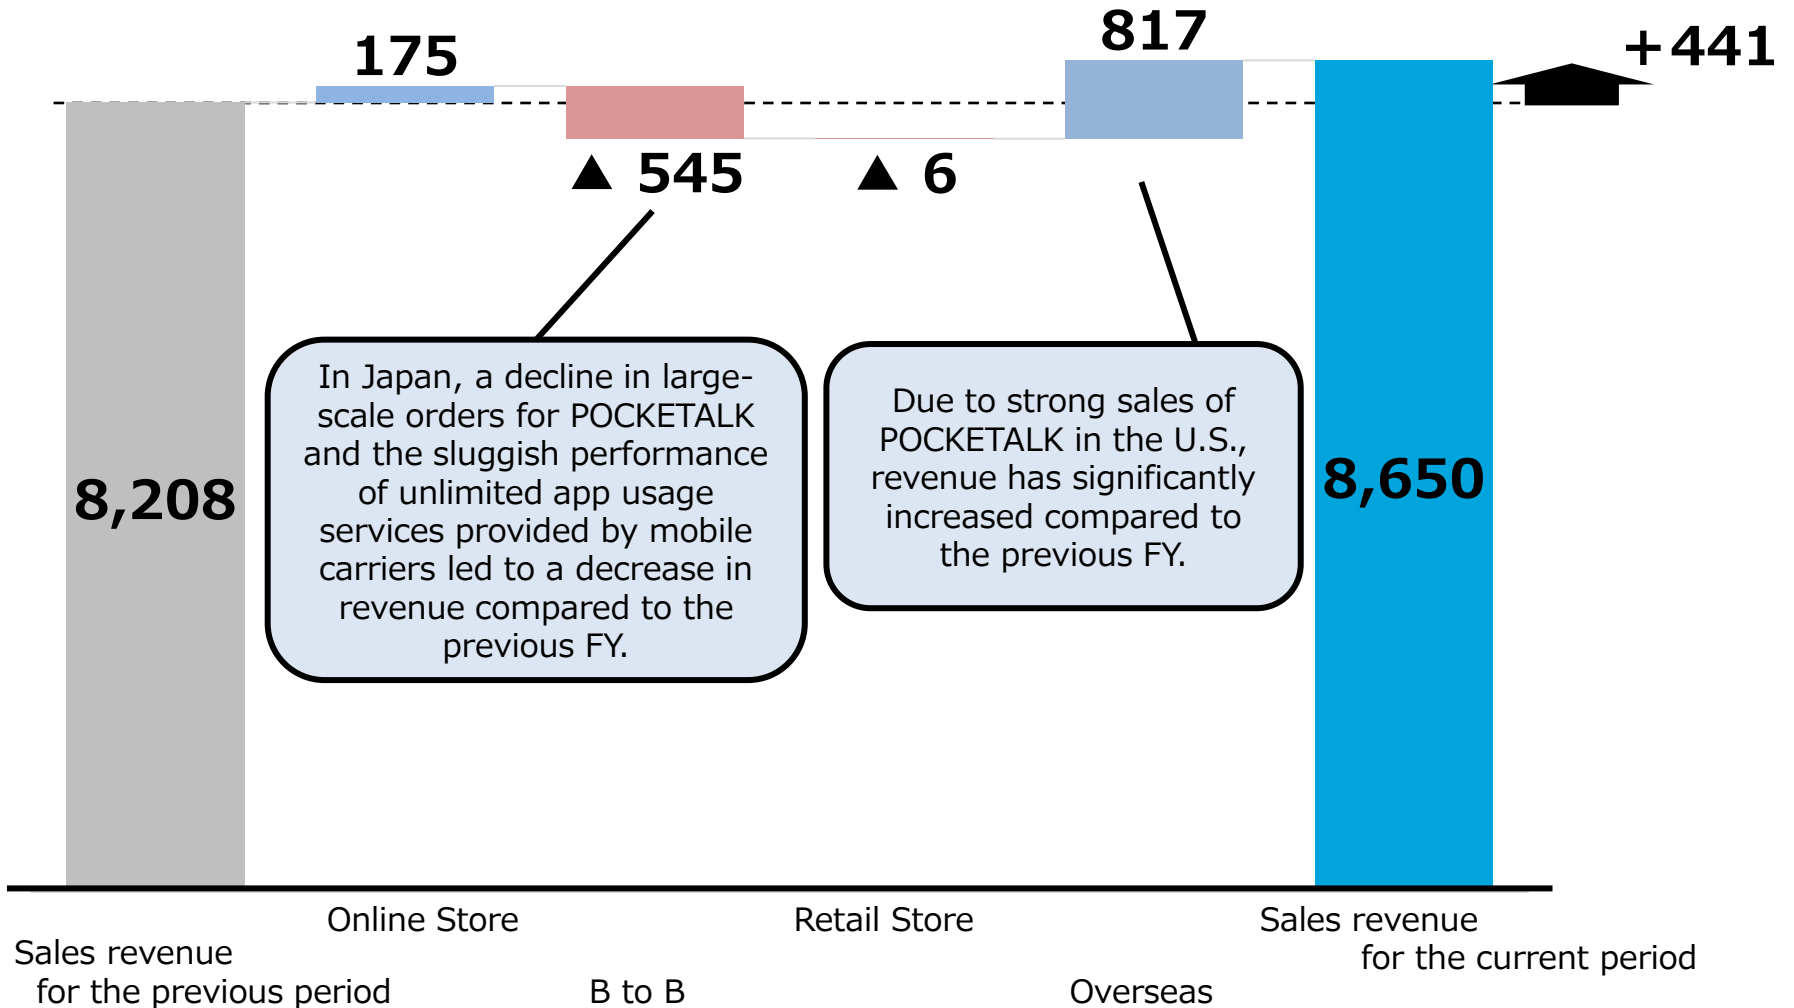 175
817
+441
▲ 545
▲ 6
8,208
In Japan, a decline in large-
scale orders for POCKETALK
and the sluggish performance
of unlimited app usage
services provided by mobile
carriers led to a decrease in
revenue compared to the
previous FY.
Due to strong sales of
POCKETALK in the U.S.,
revenue has significantly
increased compared to
the previous FY.
8,650
Sales revenue
for the previous period
Online Store
B to B
Retail Store
Overseas
Sales revenue
for the current period